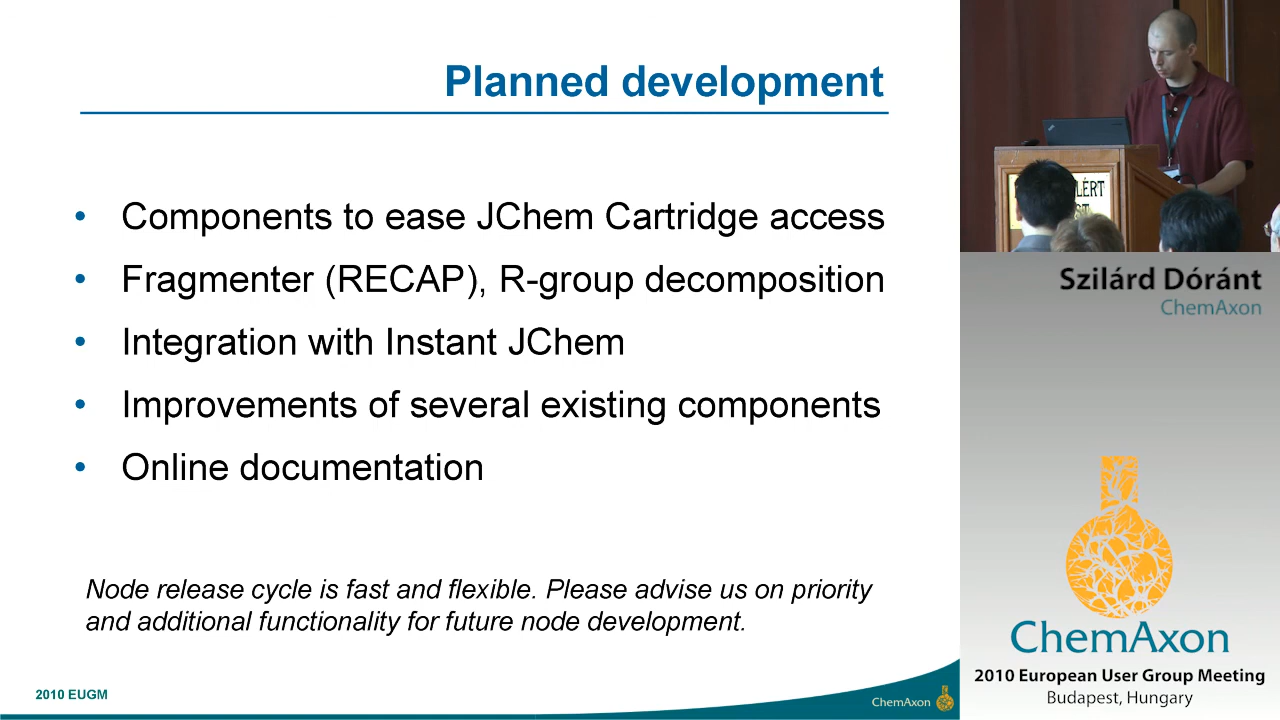 Planned development
• Components to ease JChem Cartridge access
• Fragmenter (RECAP), R-group decomposition
• Integration with Instant JChem
• Improvements of several existing components
• Online documentation
Node release cycle is fast and flexible. Please advise us on priority
and additional functionality for future node development.
2010 EUGM
ChemAxon
Szilárd Dóránt
ChemAxon
ChemAxon
2010 European User Group Meeting
Budapest, Hungary